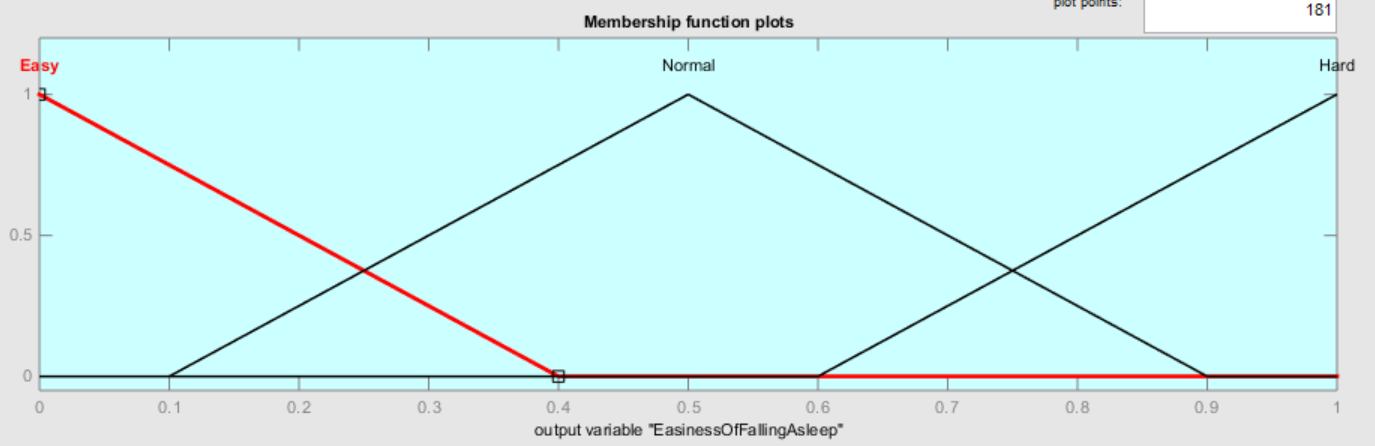 plot points:
181
Membership function plots
Easy Normal Hard
1
0.5
0
0 0.1 0.2 0.3 0.4 0.5 0.6 0.7 0.8 0.9 1
output variable "EasinessOfFallingAsleep"